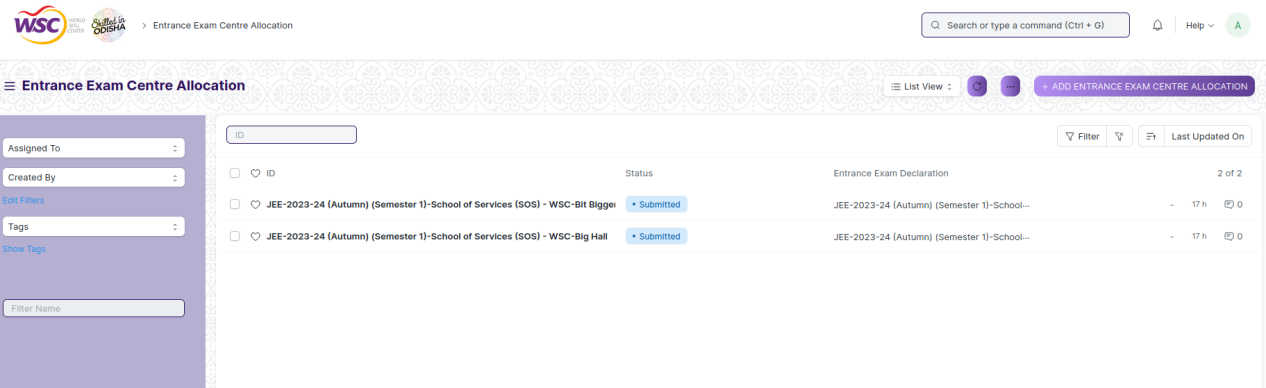 WSC WORLD SKILL CENTER Skilled in ODISHA > Entrance Exam Centre Allocation Search or type a command (Ctrl + G) Help A
Entrance Exam Centre Allocation List View ... + ADD ENTRANCE EXAM CENTRE ALLOCATION
ID Filter Last Updated On
Assigned To
Created By
Edit Filters
Tags
Show Tags
Filter Name
ID Status Entrance Exam Declaration 2 of 2
JEE-2023-24 (Autumn) (Semester 1)-School of Services (SOS) - WSC-Bit Bigger • Submitted JEE-2023-24 (Autumn) (Semester 1)-School... - 17 h 0
JEE-2023-24 (Autumn) (Semester 1)-School of Services (SOS) - WSC-Big Hall • Submitted JEE-2023-24 (Autumn) (Semester 1)-School... - 17 h 0